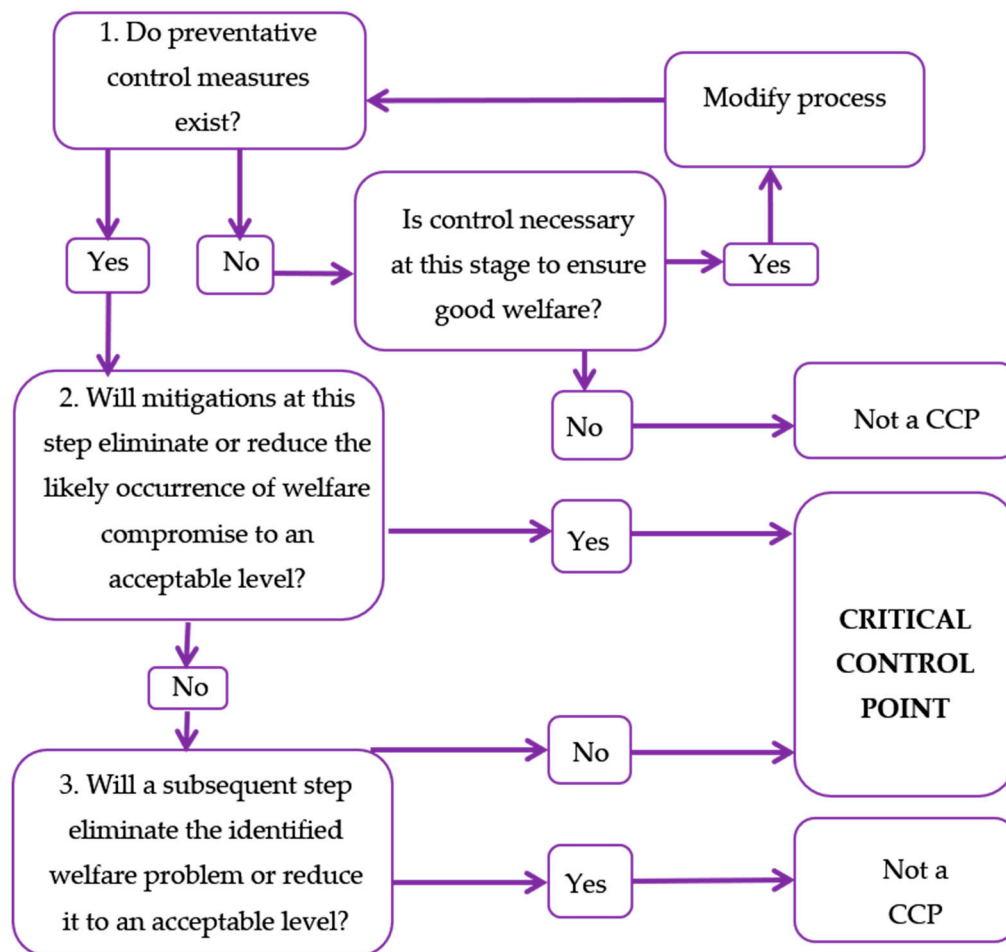 1. Do preventative
control measures
exist?
Modify process
Yes
No
Is control necessary
at this stage to ensure
good welfare?
Yes
No
Not a CCP
2. Will mitigations at this
step eliminate or reduce the
likely occurrence of welfare
compromise to an
acceptable level?
Yes
CRITICAL
CONTROL
POINT
No
No
3. Will a subsequent step
eliminate the identified
welfare problem or reduce
it to an acceptable level?
Yes
Not a
CCP